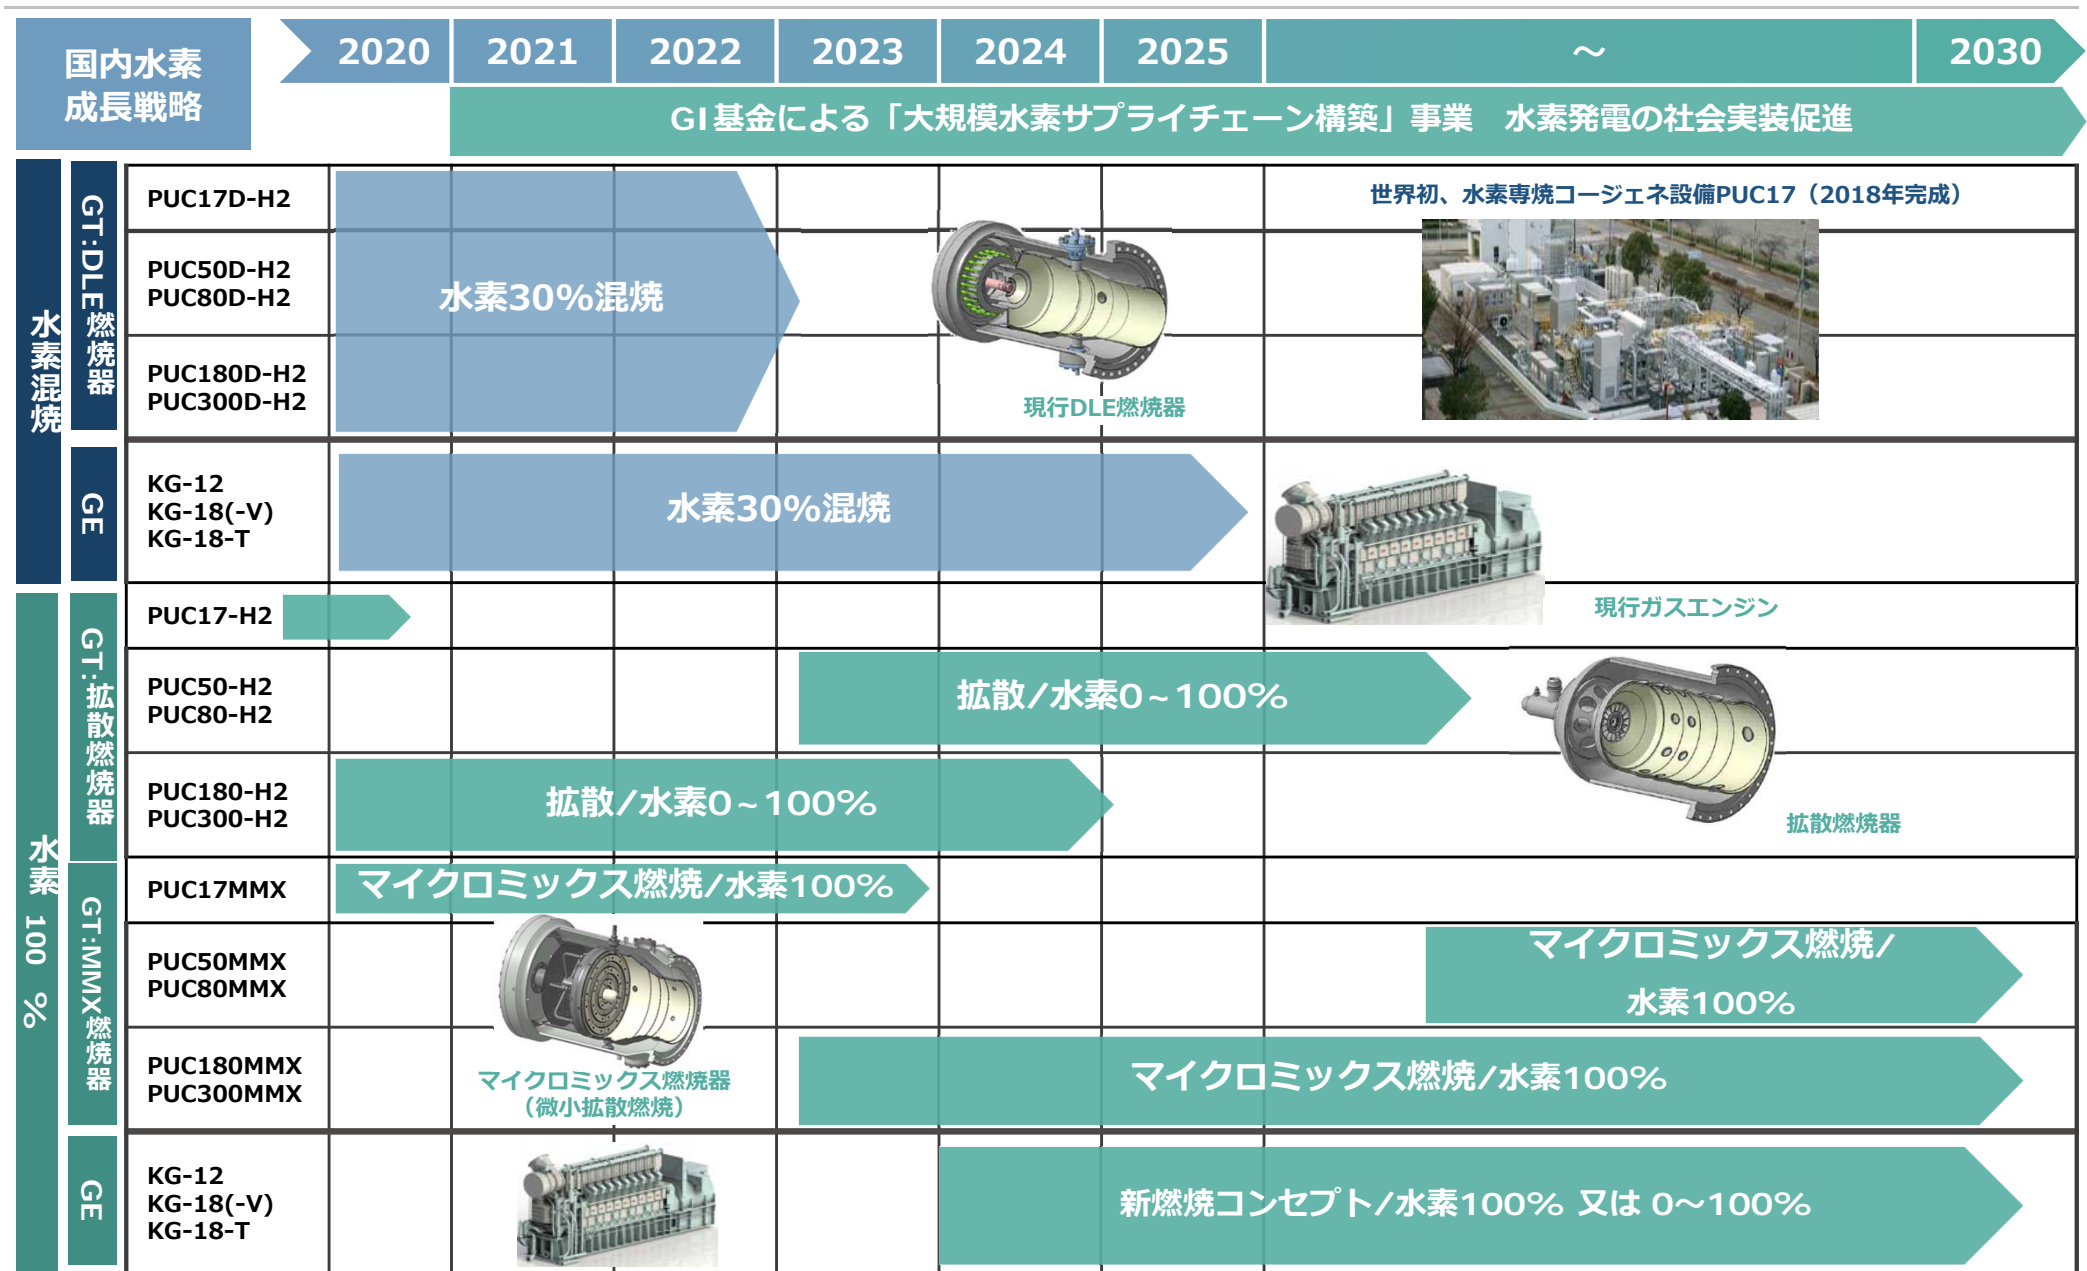 国内水素
成長戦略
2020
2021
2022
2023
2024
2025
～
2030
GI基金による「大規模水素サプライチェーン構築」事業　水素発電の社会実装促進
水素混焼
GT:DLE燃焼器
PUC17D-H2
PUC50D-H2
PUC80D-H2
PUC180D-H2
PUC300D-H2
水素30%混焼
現行DLE燃焼器
世界初、水素専焼コージェネ設備PUC17（2018年完成）
GE
KG-12
KG-18(-V)
KG-18-T
水素30%混焼
現行ガスエンジン
水素 100 %
GT:拡散燃焼器
PUC17-H2
PUC50-H2
PUC80-H2
拡散/水素0~100%
PUC180-H2
PUC300-H2
拡散/水素0~100%
拡散燃焼器
GT:MMX燃焼器
PUC17MMX
マイクロミックス燃焼/水素100%
PUC50MMX
PUC80MMX
マイクロミックス燃焼/
水素100%
PUC180MMX
PUC300MMX
マイクロミックス燃焼器
（微小拡散燃焼）
マイクロミックス燃焼/水素100%
GE
KG-12
KG-18(-V)
KG-18-T
新燃焼コンセプト/水素100% 又は 0～100%